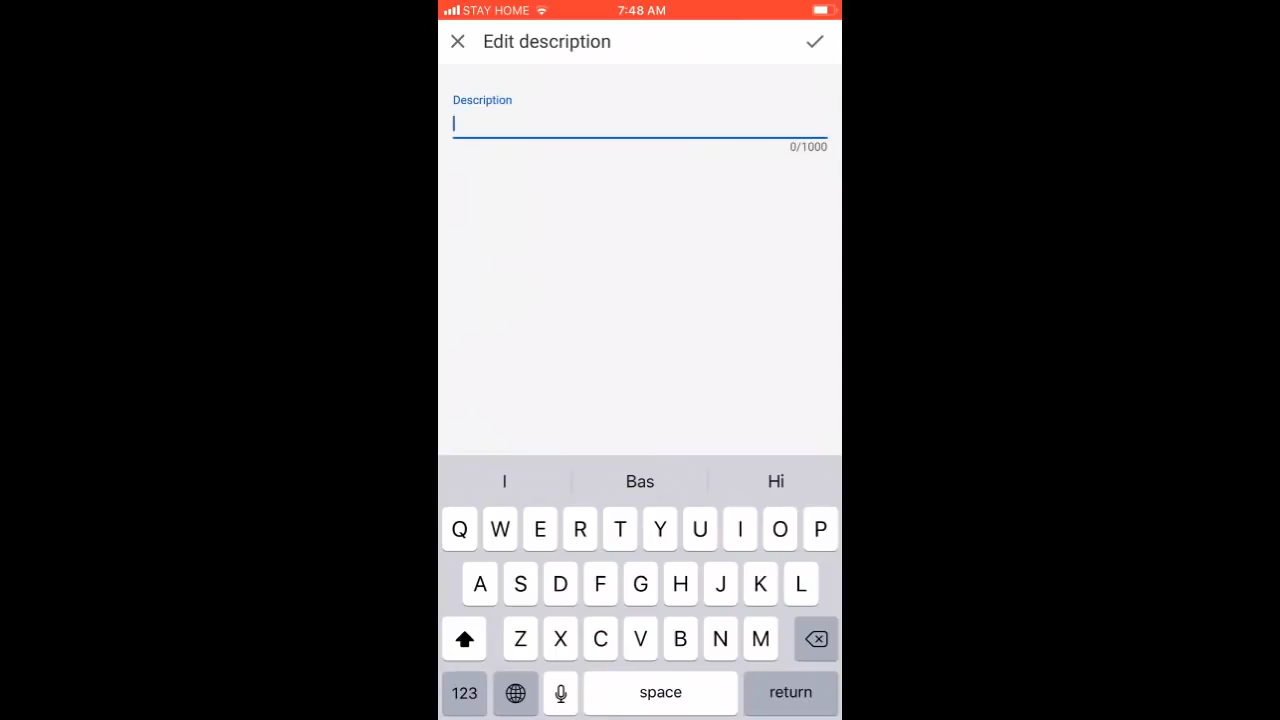 STAY HOME 7:48 AM
Edit description
Description
0/1000
I Bas Hi
Q W E R T Y U I O P
A S D F G H J K L
Z X C V B N M
123 space return